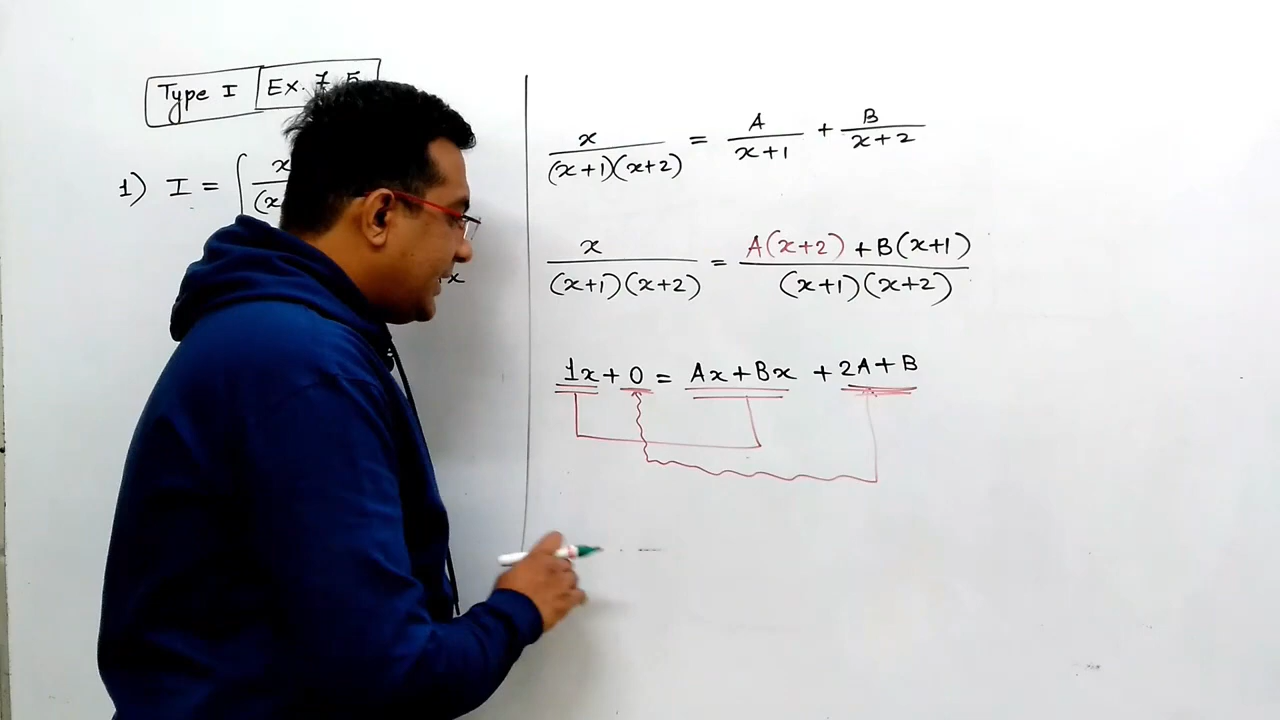 Type I Ex. 7.5
1) I = ∫ x
(x
x
x/((x+1)(x+2)) = A/(x+1) + B/(x+2)
x/((x+1)(x+2)) = (A(x+2) + B(x+1))/((x+1)(x+2))
1x + 0 = Ax + Bx + 2A + B